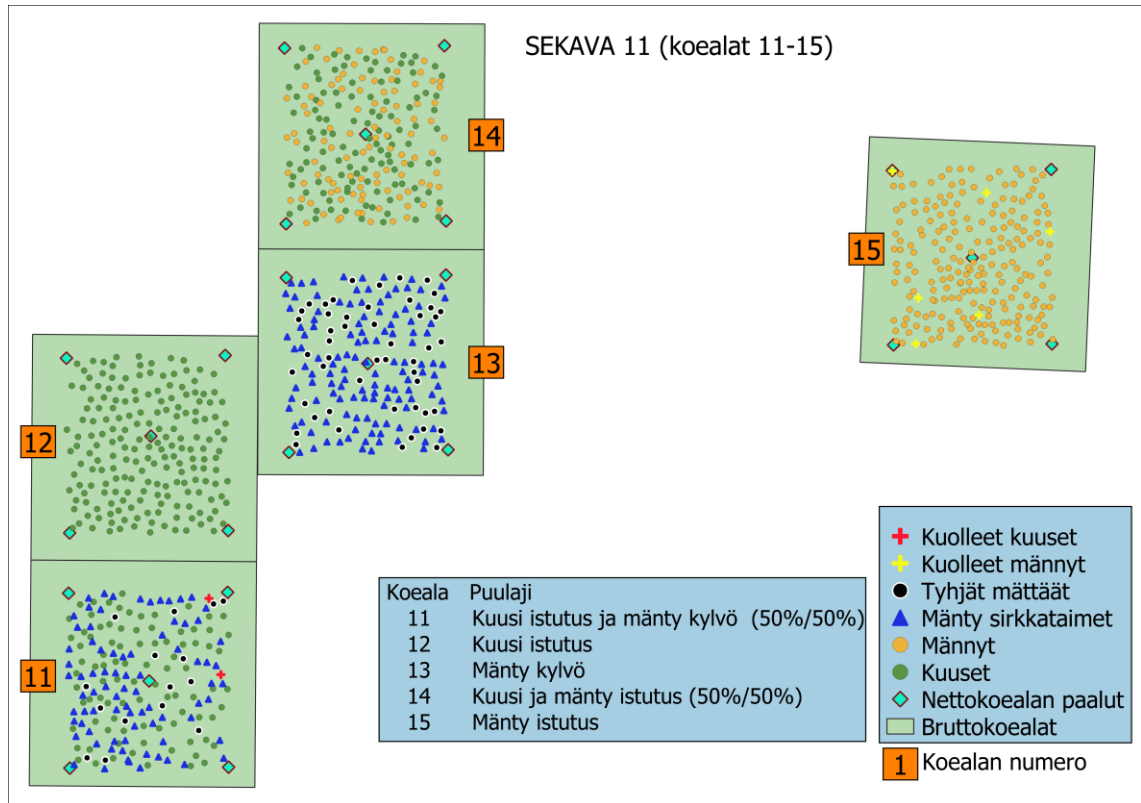 SEKAVA 11 (koealat 11-15)
14
15
13
12
11
Koeala Puulaji
11 Kuusi istutus ja mänty kylvö (50%/50%)
12 Kuusi istutus
13 Mänty kylvö
14 Kuusi ja mänty istutus (50%/50%)
15 Mänty istutus
Kuolleet kuuset
Kuolleet männyt
Tyhjät mättäät
Mänty sirkkataimet
Männyt
Kuuset
Nettokoealan paalut
Bruttokoealat
1 Koealan numero